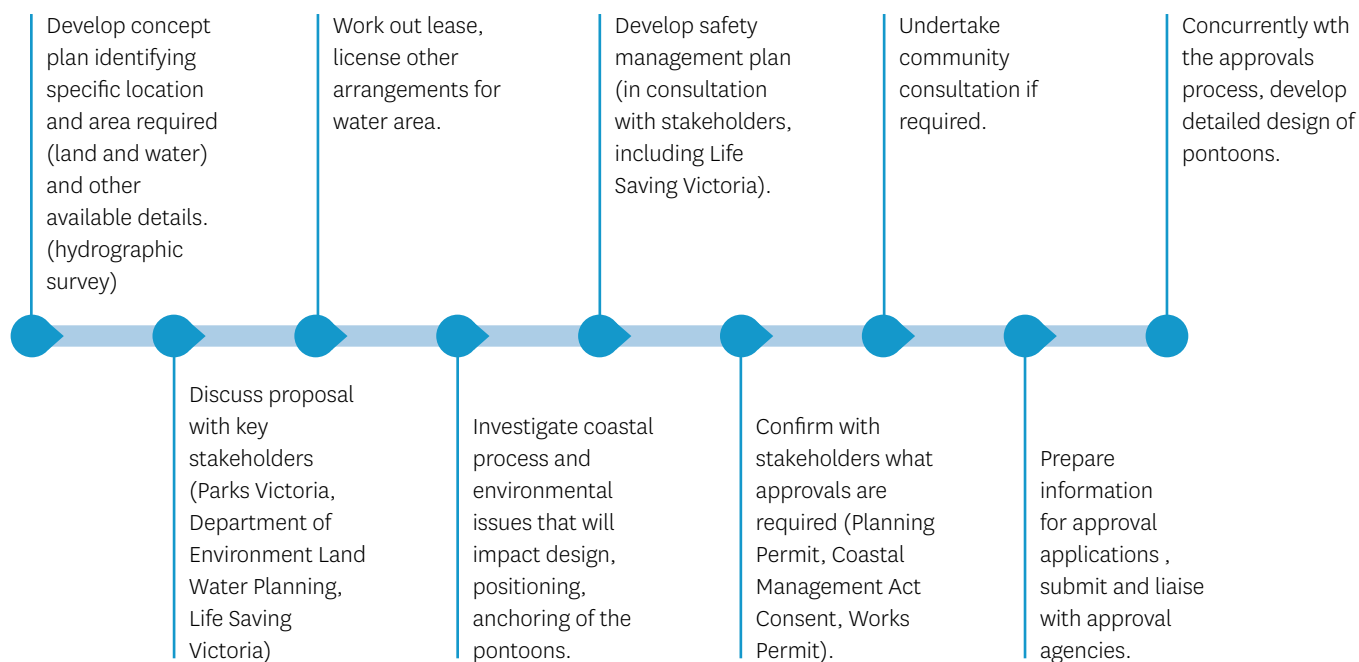 Develop concept
plan identifying
specific location
and area required
(land and water)
and other
available details.
(hydrographic
survey)
Discuss proposal
with key
stakeholders
(Parks Victoria,
Department of
Environment Land
Water Planning,
Life Saving
Victoria)
Work out lease,
license other
arrangements for
water area.
Investigate coastal
process and
environmental
issues that will
impact design,
positioning,
anchoring of the
pontoons.
Develop safety
management plan
(in consultation
with stakeholders,
including Life
Saving Victoria).
Confirm with
stakeholders what
approvals are
required (Planning
Permit, Coastal
Management Act
Consent, Works
Permit).
Undertake
community
consultation if
required.
Prepare
information
for approval
applications ,
submit and liaise
with approval
agencies.
Concurrently wth
the approvals
process, develop
detailed design of
pontoons.